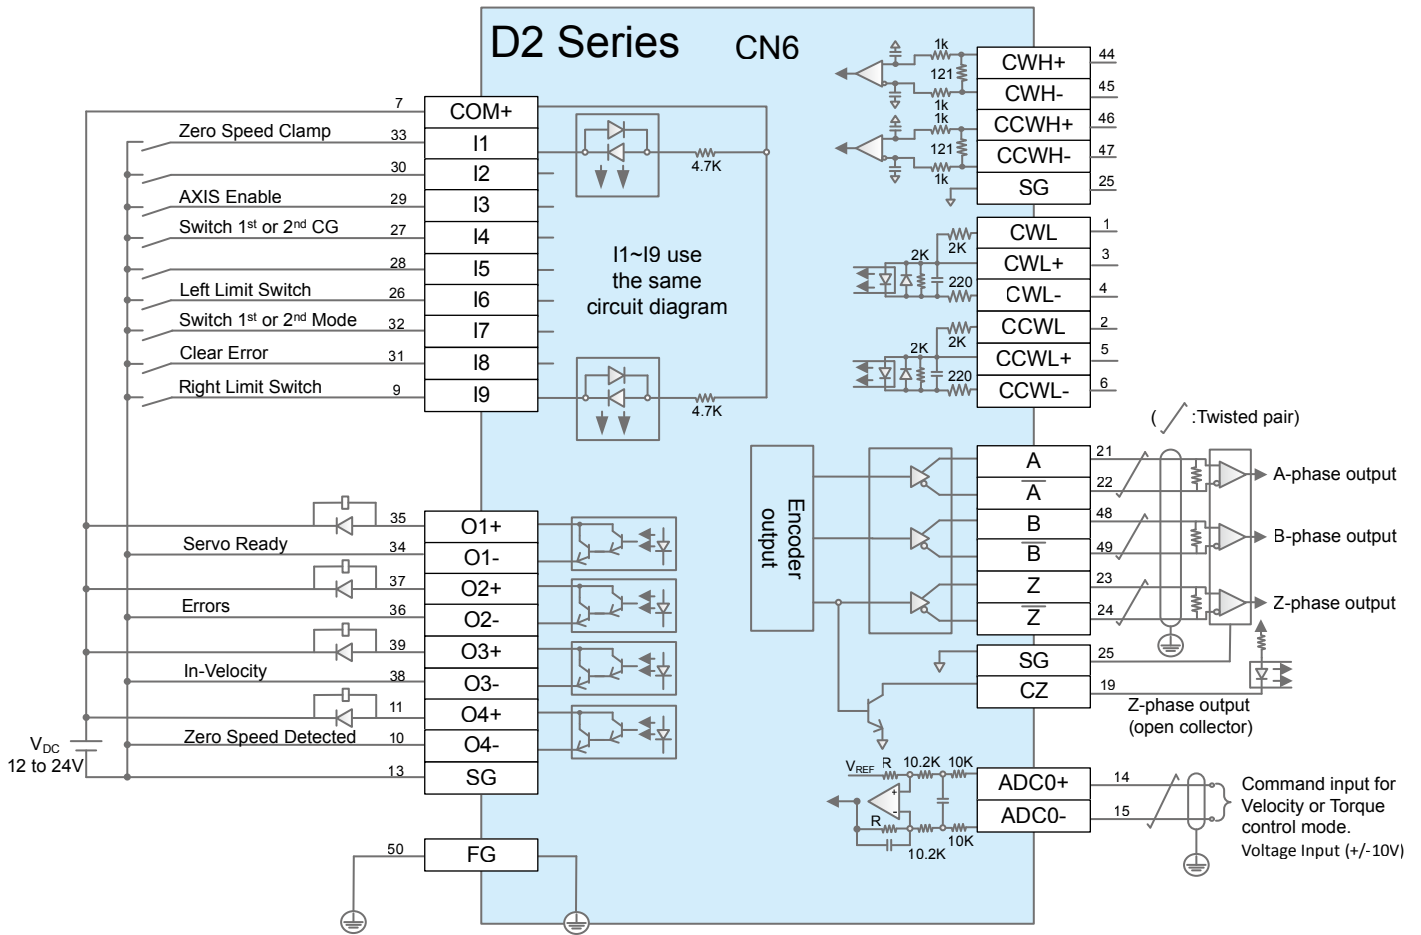 D2 Series
CN6
7
COM+
Zero Speed Clamp
33
I1
30
I2
AXIS Enable
29
I3
Switch 1st or 2nd CG
27
I4
28
I5
Left Limit Switch
26
I6
Switch 1st or 2nd Mode
32
I7
Clear Error
31
I8
Right Limit Switch
9
I9
4.7K
I1~I9 use
the same
circuit diagram
4.7K
35
O1+
Servo Ready
34
O1-
37
O2+
Errors
36
O2-
39
O3+
In-Velocity
38
O3-
11
O4+
Zero Speed Detected
10
O4-
VDC
12 to 24V
13
SG
50
FG
1k
121
1k
CWH+
44
CWH-
45
1k
121
1k
CCWH+
46
CCWH-
47
SG
25
2K
2K
220
CWL
1
CWL+
3
CWL-
4
2K
2K
220
CCWL
2
CCWL+
5
CCWL-
6
( :Twisted pair)
Encoder
output
A
21
A̅
22
A-phase output
B
48
B̅
49
B-phase output
Z
23
Z̅
24
Z-phase output
SG
25
CZ
19
Z-phase output
(open collector)
VREF
R
10.2K
10K
+
-
R
10.2K
10K
ADC0+
14
ADC0-
15
Command input for
Velocity or Torque
control mode.
Voltage Input (+/-10V)